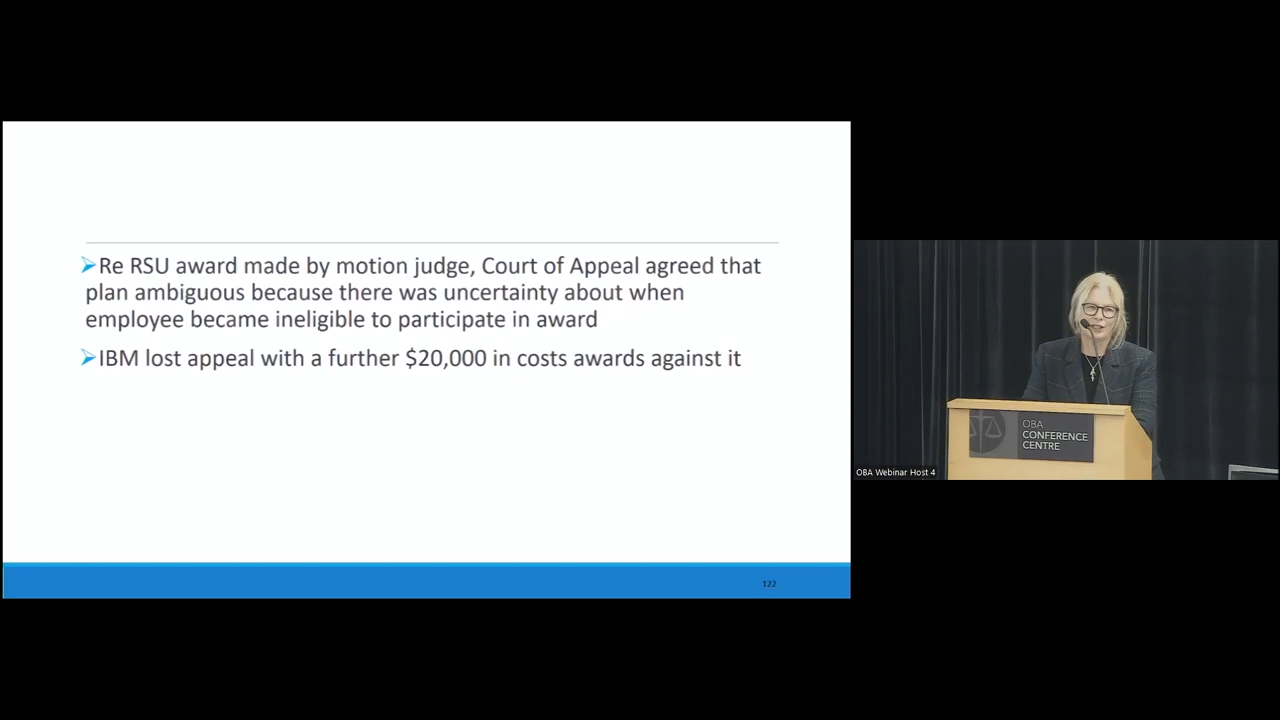 ➢Re RSU award made by motion judge, Court of Appeal agreed that
plan ambiguous because there was uncertainty about when
employee became ineligible to participate in award
➢IBM lost appeal with a further $20,000 in costs awards against it
122
OBA
CONFERENCE
CENTRE
OBA Webinar Host 4